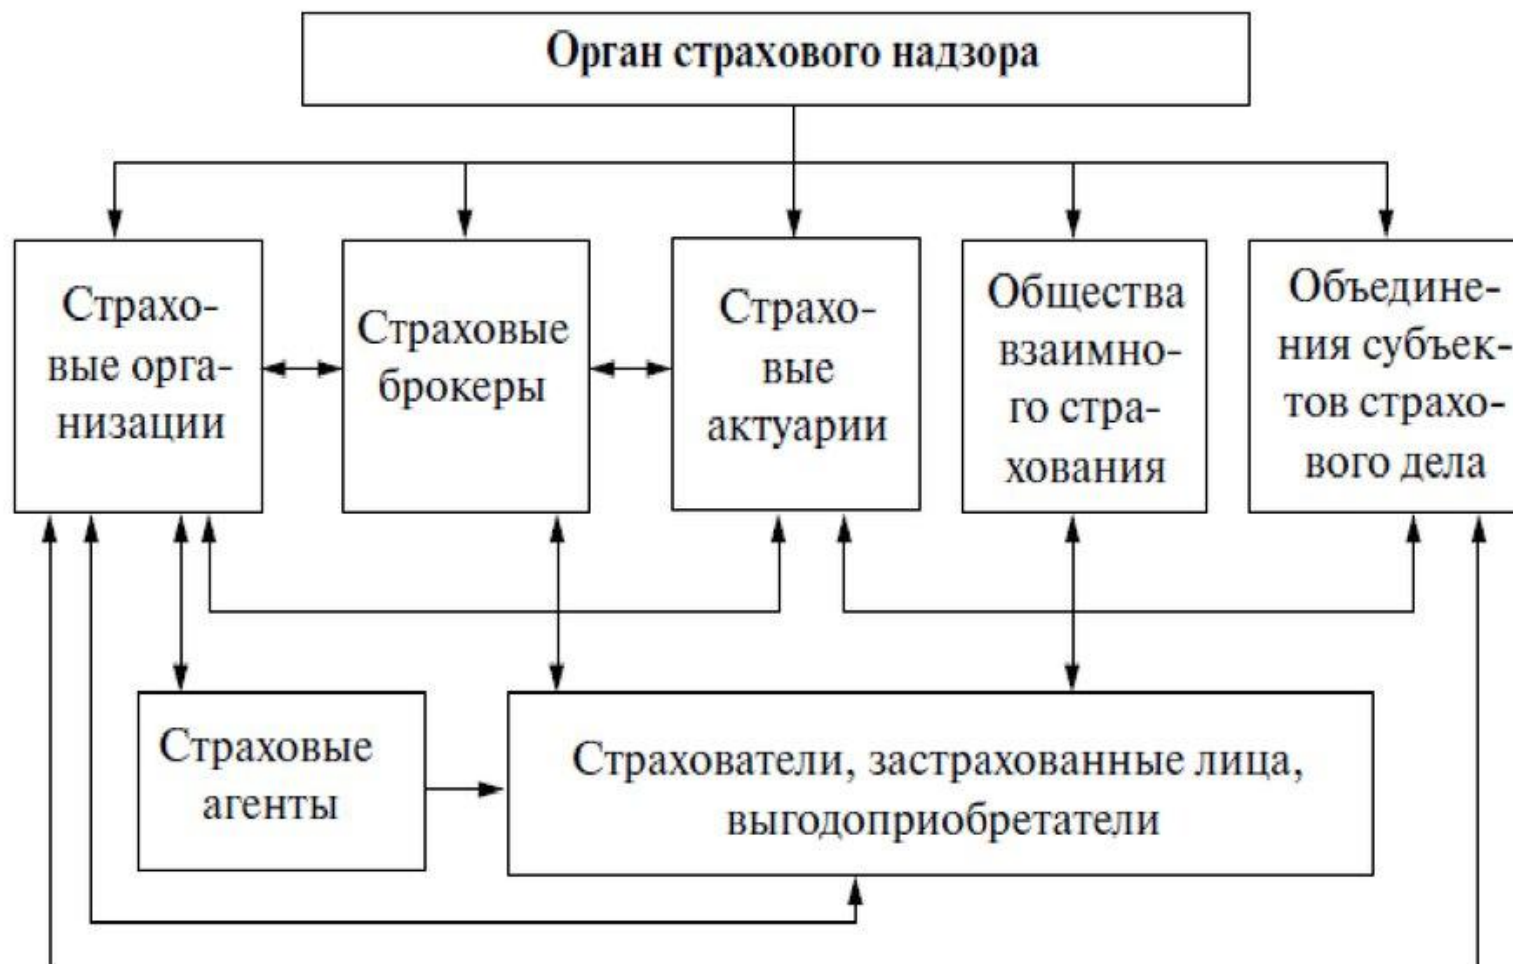 Орган страхового надзора
Страхо-
вые орга-
низации
Страховые
брокеры
Страхо-
вые
актуарии
Общества
взаимно-
го стра-
хования
Объедине-
ния субъек-
тов страхо-
вого дела
Страховые
агенты
Страхователи, застрахованные лица,
выгодоприобретатели